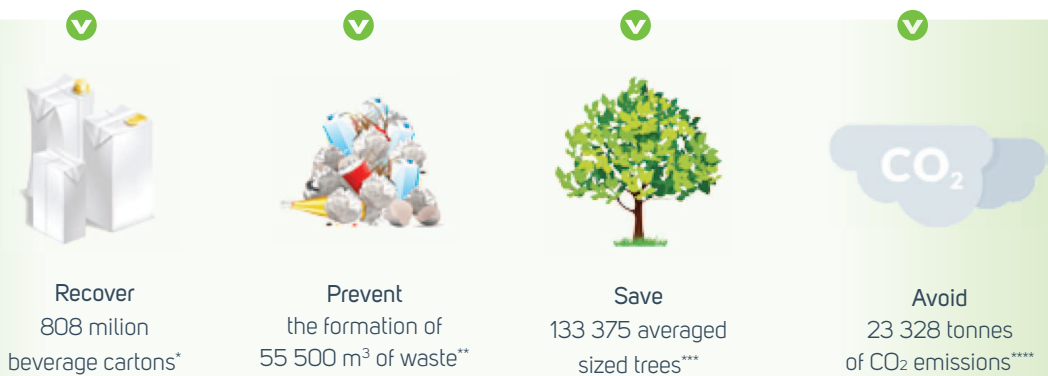 CO₂
Recover
808 milion
beverage cartons*
Prevent
the formation of
55 500 m³ of waste**
Save
133 375 averaged
sized trees***
Avoid
23 328 tonnes
of CO₂ emissions****